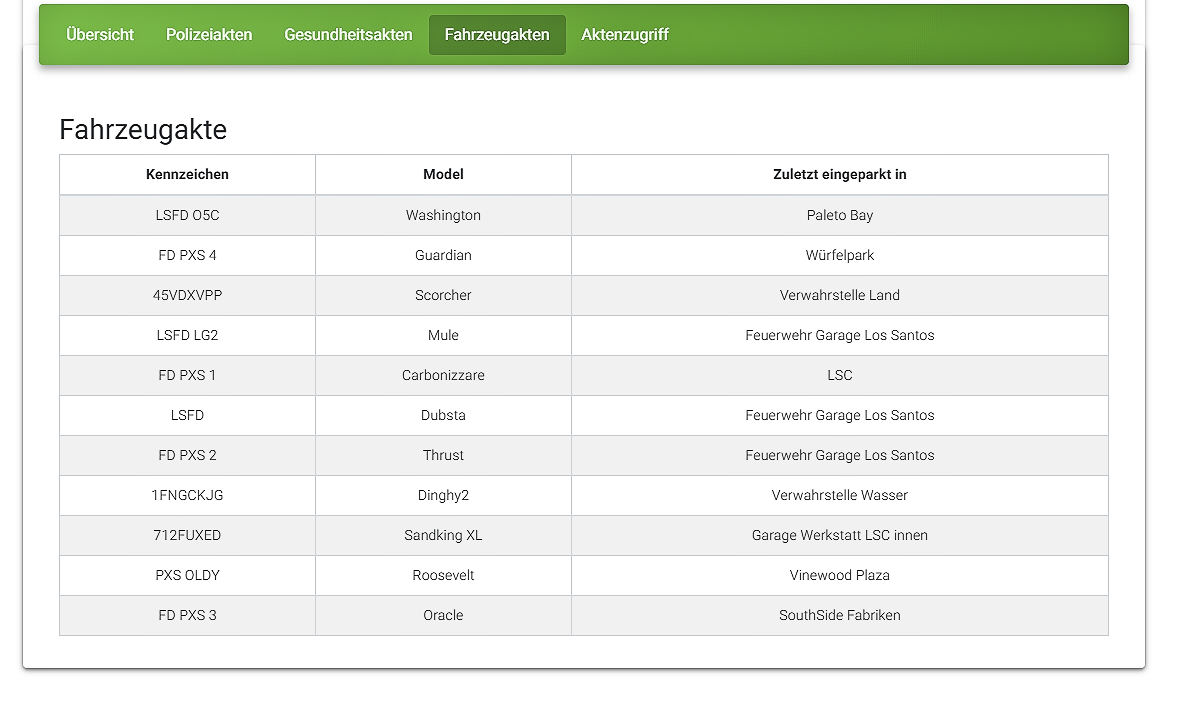 Übersicht Polizeiakten Gesundheitsakten Fahrzeugakten Aktenzugriff
Fahrzeugakte
Kennzeichen Model Zuletzt eingeparkt in
LSFD O5C Washington Paleto Bay
FD PXS 4 Guardian Würfelpark
45VDXVPP Scorcher Verwahrstelle Land
LSFD LG2 Mule Feuerwehr Garage Los Santos
FD PXS 1 Carbonizzare LSC
LSFD Dubsta Feuerwehr Garage Los Santos
FD PXS 2 Thrust Feuerwehr Garage Los Santos
1FNGCKJG Dinghy2 Verwahrstelle Wasser
712FUXED Sandking XL Garage Werkstatt LSC innen
PXS OLDY Roosevelt Vinewood Plaza
FD PXS 3 Oracle SouthSide Fabriken